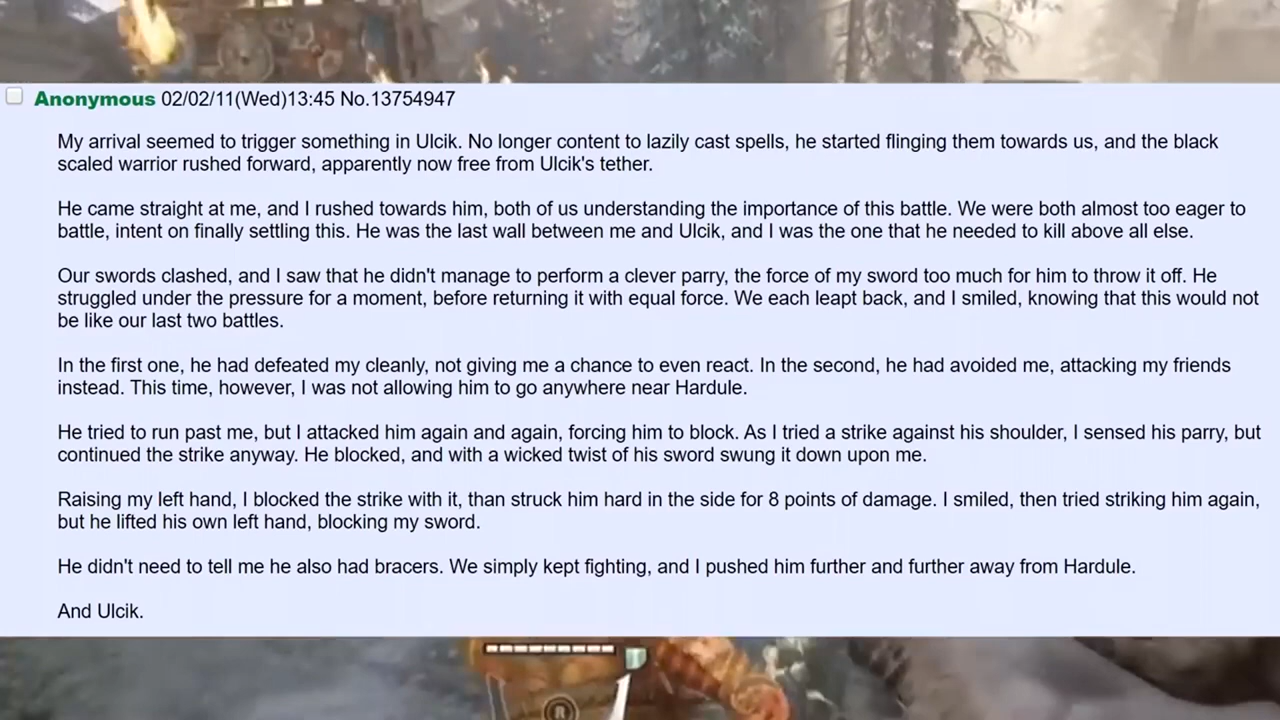 Anonymous 02/02/11(Wed)13:45 No.13754947
My arrival seemed to trigger something in Ulcik. No longer content to lazily cast spells, he started flinging them towards us, and the black
scaled warrior rushed forward, apparently now free from Ulcik's tether.
He came straight at me, and I rushed towards him, both of us understanding the importance of this battle. We were both almost too eager to
battle, intent on finally settling this. He was the last wall between me and Ulcik, and I was the one that he needed to kill above all else.
Our swords clashed, and I saw that he didn't manage to perform a clever parry, the force of my sword too much for him to throw it off. He
struggled under the pressure for a moment, before returning it with equal force. We each leapt back, and I smiled, knowing that this would not
be like our last two battles.
In the first one, he had defeated my cleanly, not giving me a chance to even react. In the second, he had avoided me, attacking my friends
instead. This time, however, I was not allowing him to go anywhere near Hardule.
He tried to run past me, but I attacked him again and again, forcing him to block. As I tried a strike against his shoulder, I sensed his parry, but
continued the strike anyway. He blocked, and with a wicked twist of his sword swung it down upon me.
Raising my left hand, I blocked the strike with it, than struck him hard in the side for 8 points of damage. I smiled, then tried striking him again,
but he lifted his own left hand, blocking my sword.
He didn't need to tell me he also had bracers. We simply kept fighting, and I pushed him further and further away from Hardule.
And Ulcik.
R